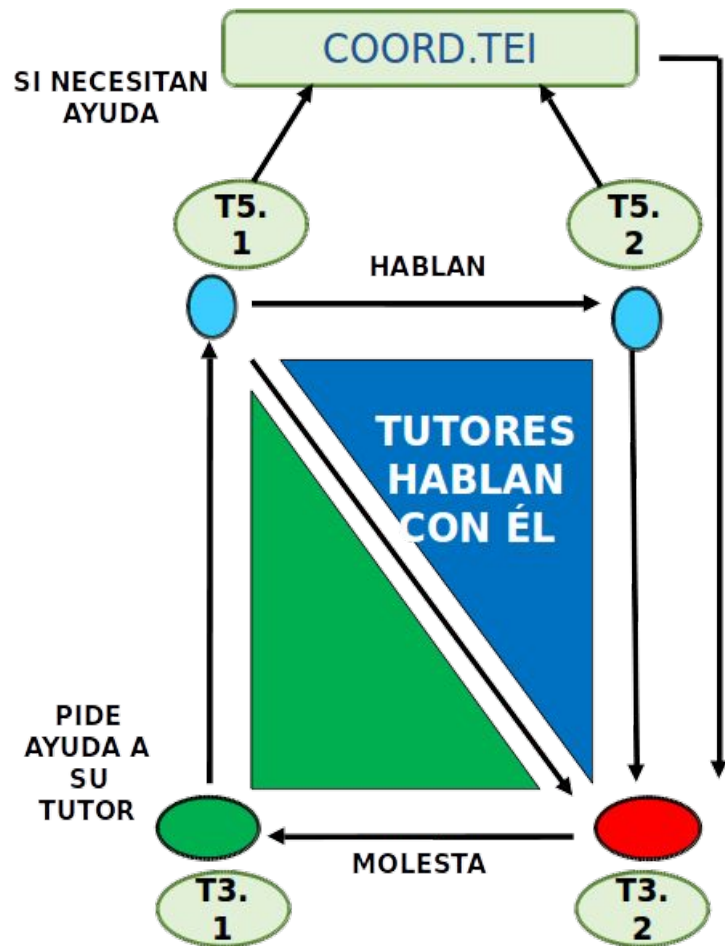 COORD.TEI
SI NECESITAN
AYUDA
T5.
1
T5.
2
HABLAN
TUTORES
HABLAN
CON ÉL
PIDE
AYUDA A
SU
TUTOR
MOLESTA
T3.
1
T3.
2